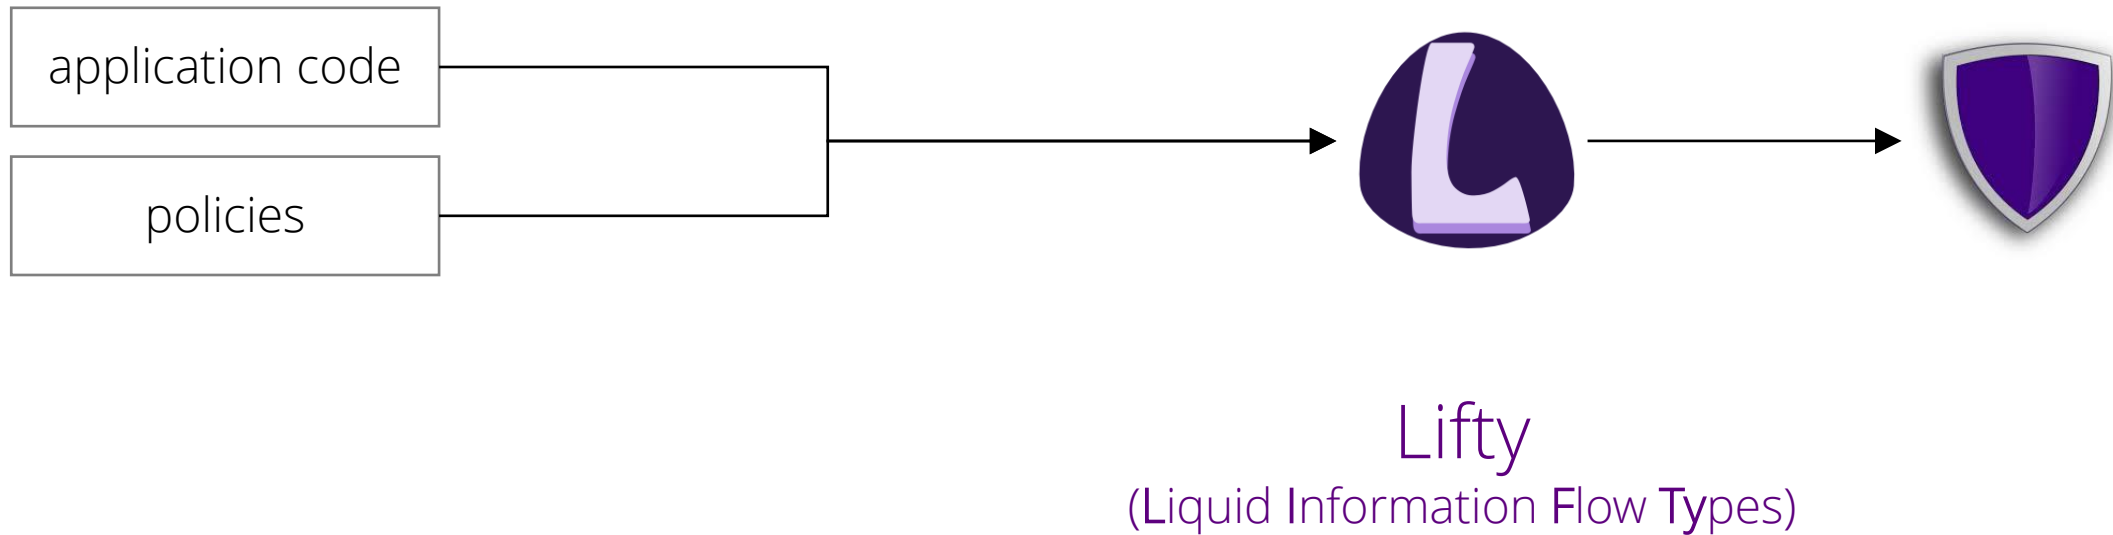 application code
policies
L
Lifty
(Liquid Information Flow Types)